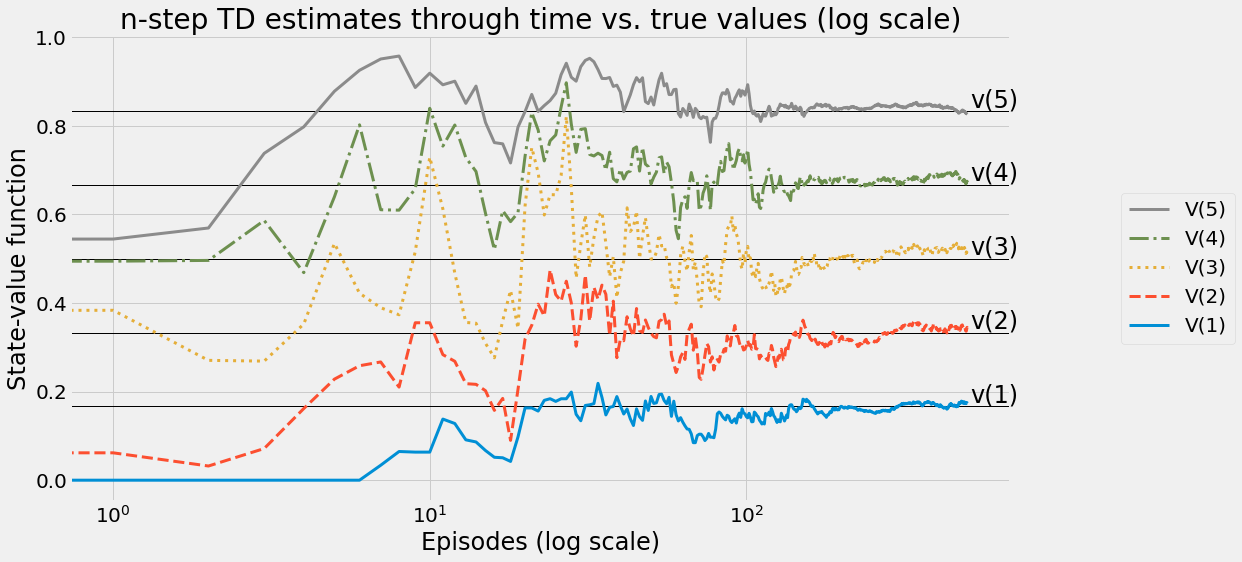 n-step TD estimates through time vs. true values (log scale)
1.0
0.8
0.6
0.4
0.2
0.0
State-value function
v(5)
v(4)
v(3)
v(2)
v(1)
V(5)
V(4)
V(3)
V(2)
V(1)
10⁰ 10¹ 10²
Episodes (log scale)